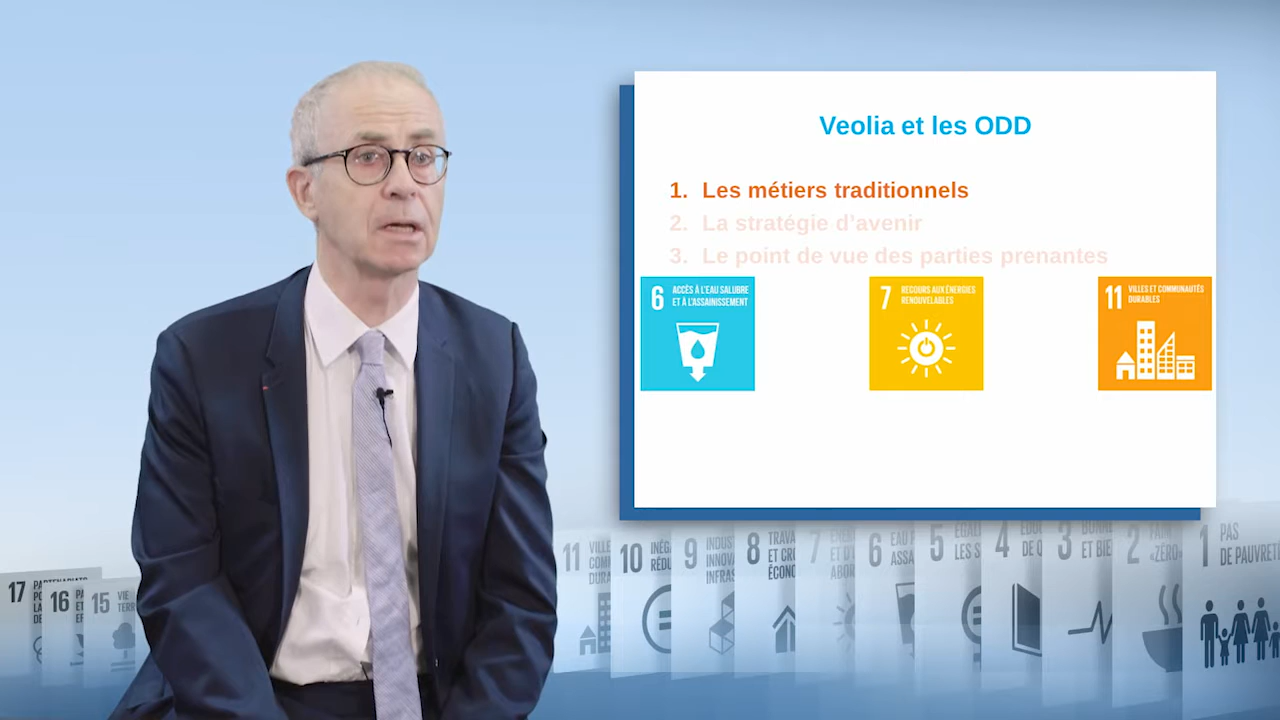 Veolia et les ODD
1. Les métiers traditionnels
2. La stratégie d’avenir
3. Le point de vue des parties prenantes
6 ACCÈS À L'EAU SALUBRE
ET À L'ASSAINISSEMENT
7 RECOURS AUX ÉNERGIES
RENOUVELABLES
11 VILLES ET COMMUNAUTÉS
DURABLES
17
16
15 VIE
11
10
9
8
7
6
5
4
3
2
«ZÉRO»
1 PAS
DE PAUVRETÉ